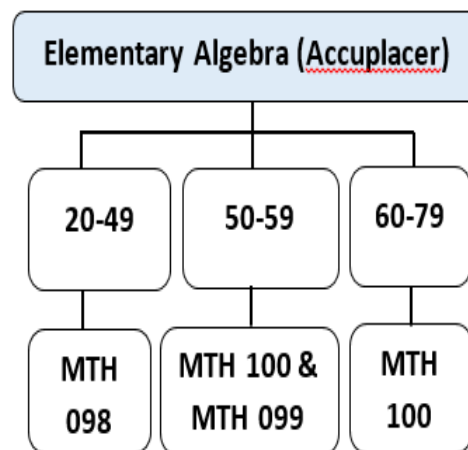 Elementary Algebra (Accuplacer)
20-49
50-59
60-79
MTH
098
MTH 100 &
MTH 099
MTH
100